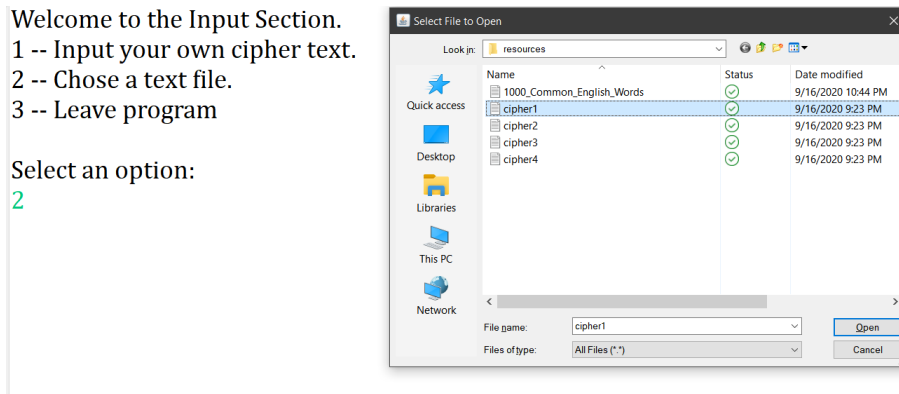 Welcome to the Input Section.
1 -- Input your own cipher text.
2 -- Chose a text file.
3 -- Leave program
Select an option:
2
Select File to Open
Look in: resources
Name Status Date modified
1000_Common_English_Words 9/16/2020 10:44 PM
cipher1 9/16/2020 9:23 PM
cipher2 9/16/2020 9:23 PM
cipher3 9/16/2020 9:23 PM
cipher4 9/16/2020 9:23 PM
Quick access
Desktop
Libraries
This PC
Network
File name: cipher1 Open
Files of type: All Files (*.*) Cancel